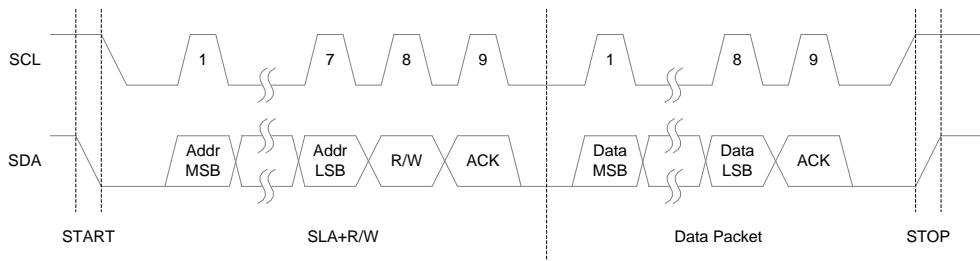 SCL
1
7
8
9
1
8
9
SDA
Addr
MSB
Addr
LSB
R/W
ACK
Data
MSB
Data
LSB
ACK
START
SLA+R/W
Data Packet
STOP